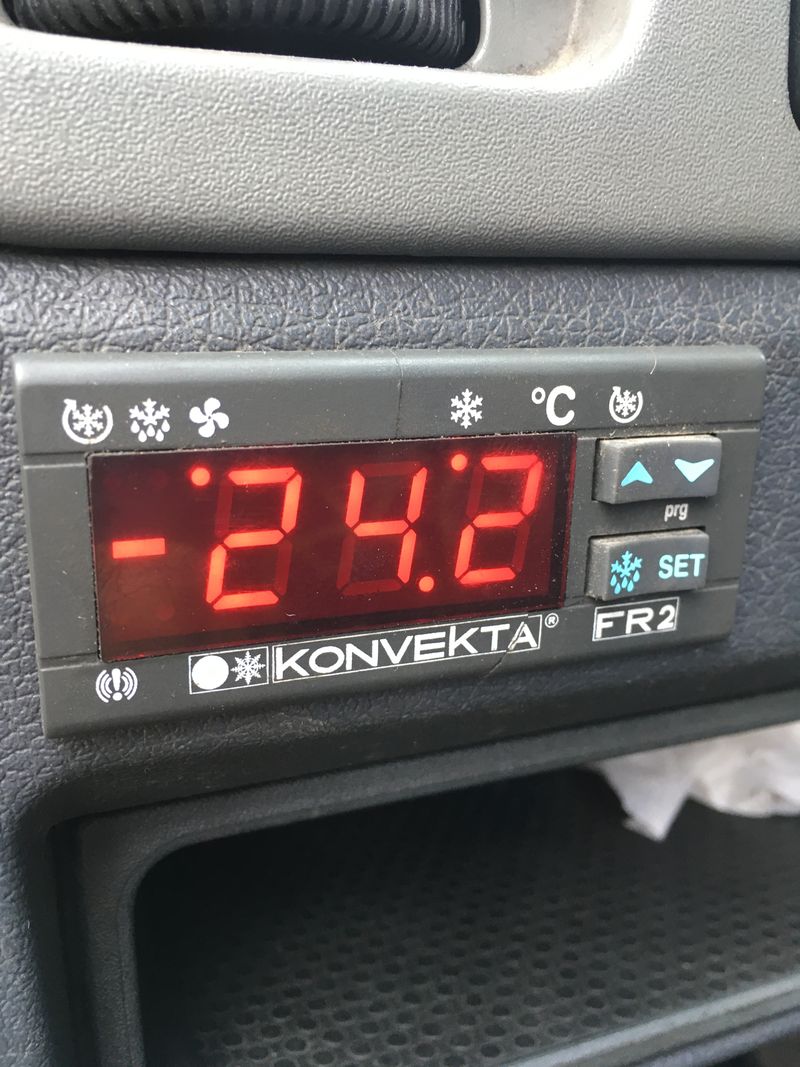 °C
-24.2
prg
SET
KONVEKTA®
FR2